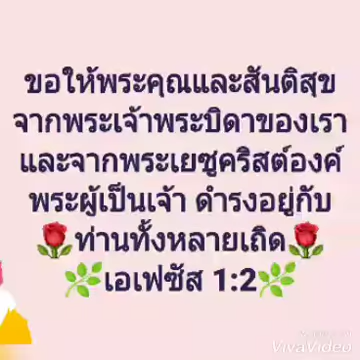 ขอให้พระคุณและสันติสุข
จากพระเจ้าพระบิดาของเรา
และจากพระเยซูคริสต์องค์
พระผู้เป็นเจ้า ดำรงอยู่กับ
🌹ท่านทั้งหลายเถิด🌹
🌿เอเฟซัส 1:2🌿
VivaVideo